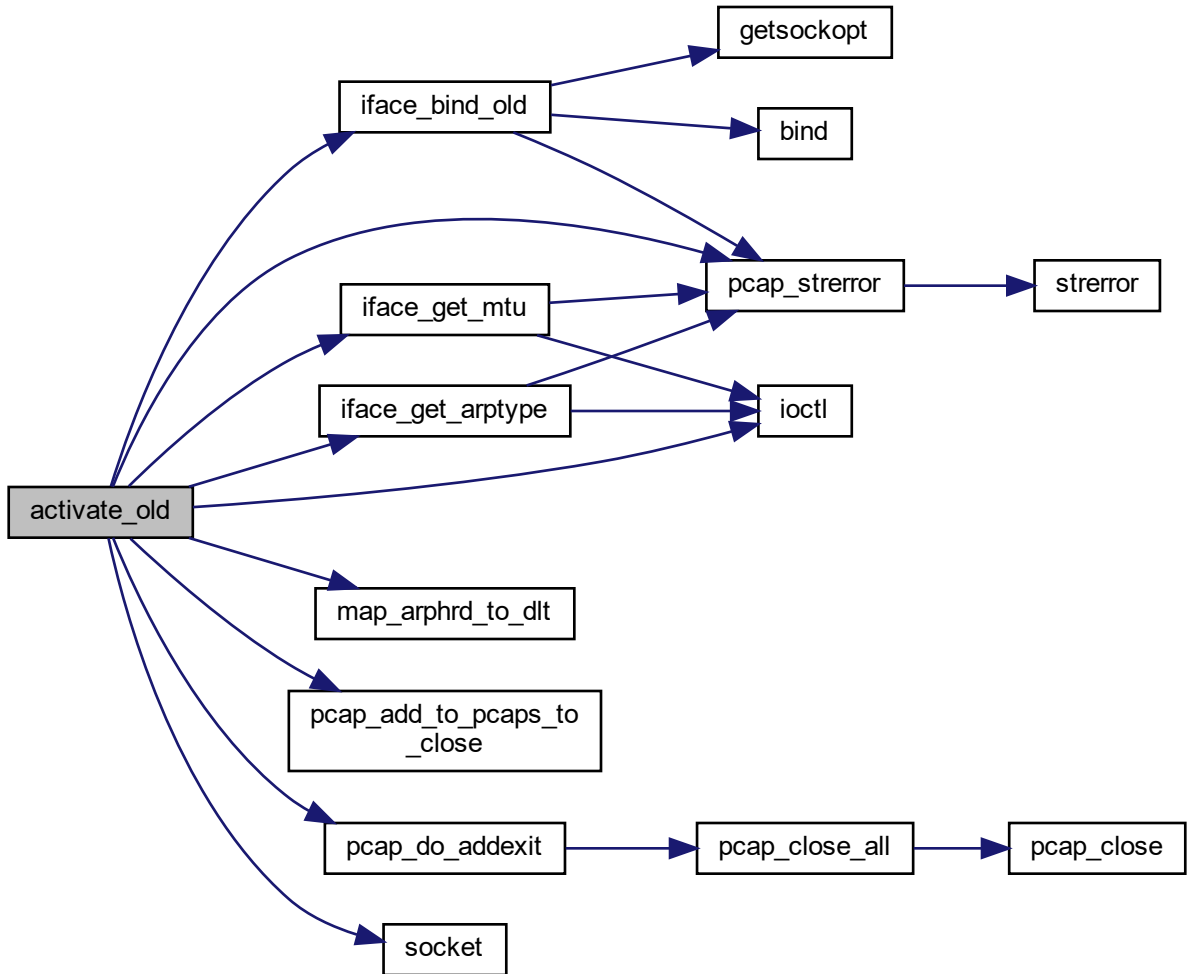 getsockopt
iface_bind_old
bind
pcap_strerror
strerror
iface_get_mtu
iface_get_arptype
ioctl
activate_old
map_arphrd_to_dlt
pcap_add_to_pcaps_to
_close
pcap_do_addexit
pcap_close_all
pcap_close
socket